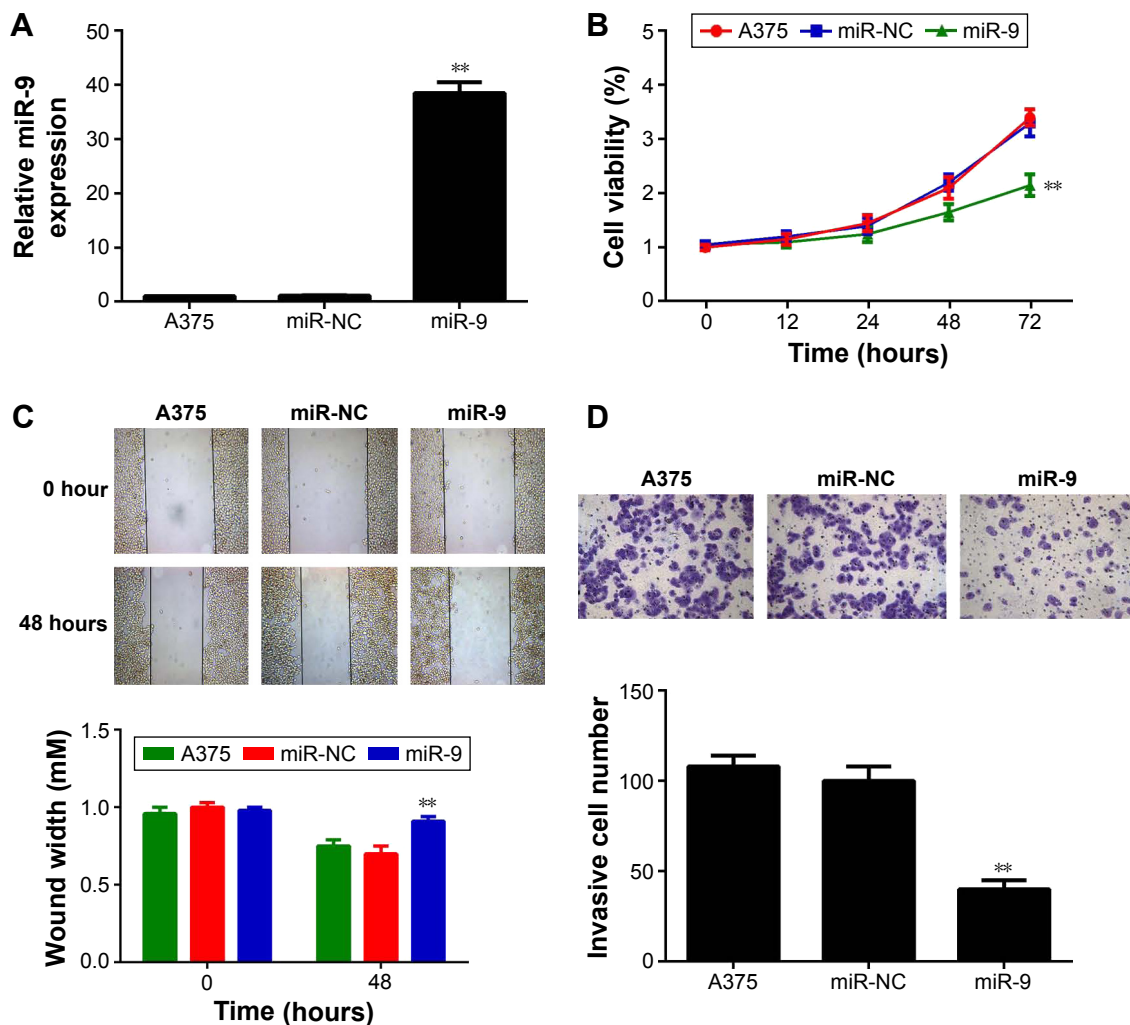 A
Relative miR-9
expression
50
40
30
20
10
0
**
A375
miR-NC
miR-9
B
A375
miR-NC
miR-9
Cell viability (%)
5
4
3
2
1
0
**
0
12
24
48
72
Time (hours)
C
A375
miR-NC
miR-9
0 hour
48 hours
Wound width (mM)
1.5
1.0
0.5
0.0
A375
miR-NC
miR-9
**
0
48
Time (hours)
D
A375
miR-NC
miR-9
Invasive cell number
150
100
50
0
**
A375
miR-NC
miR-9